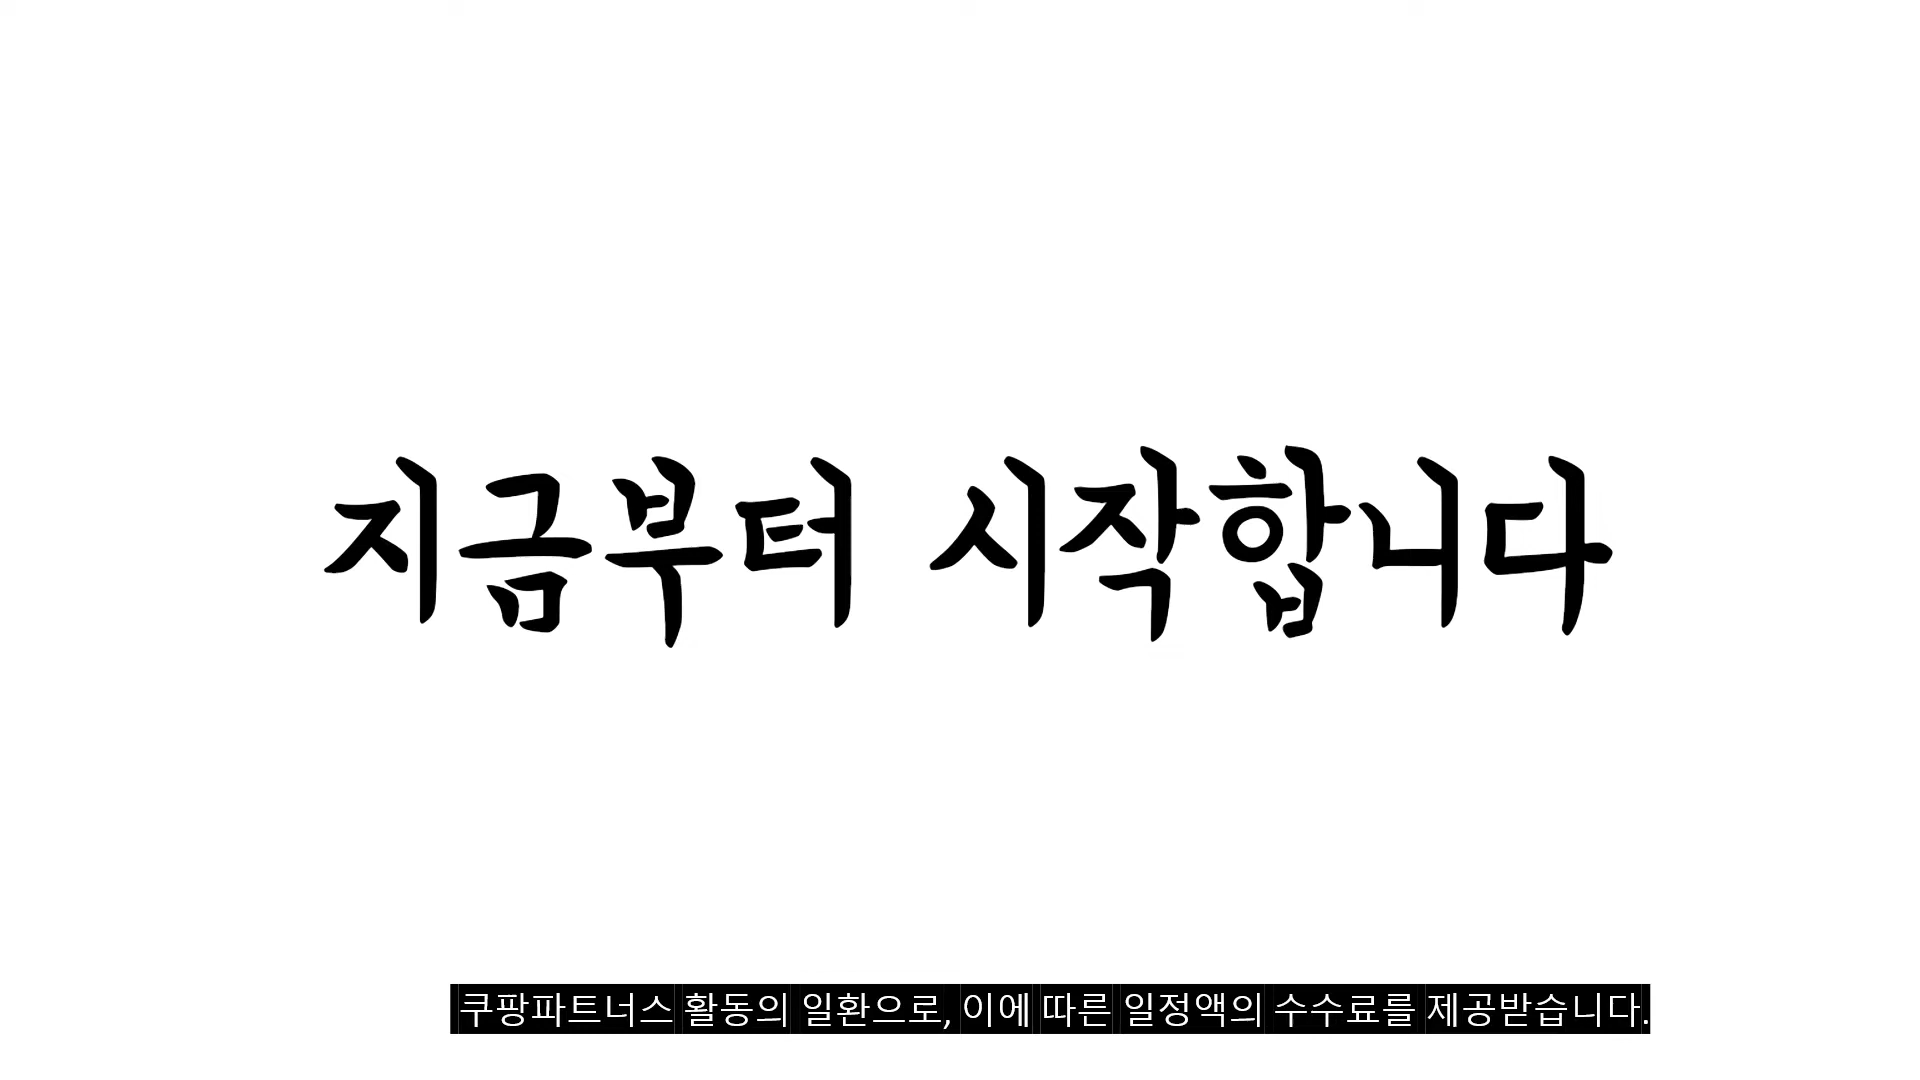 지금부터 시작합니다
쿠팡파트너스 활동의 일환으로, 이에 따른 일정액의 수수료를 제공받습니다.